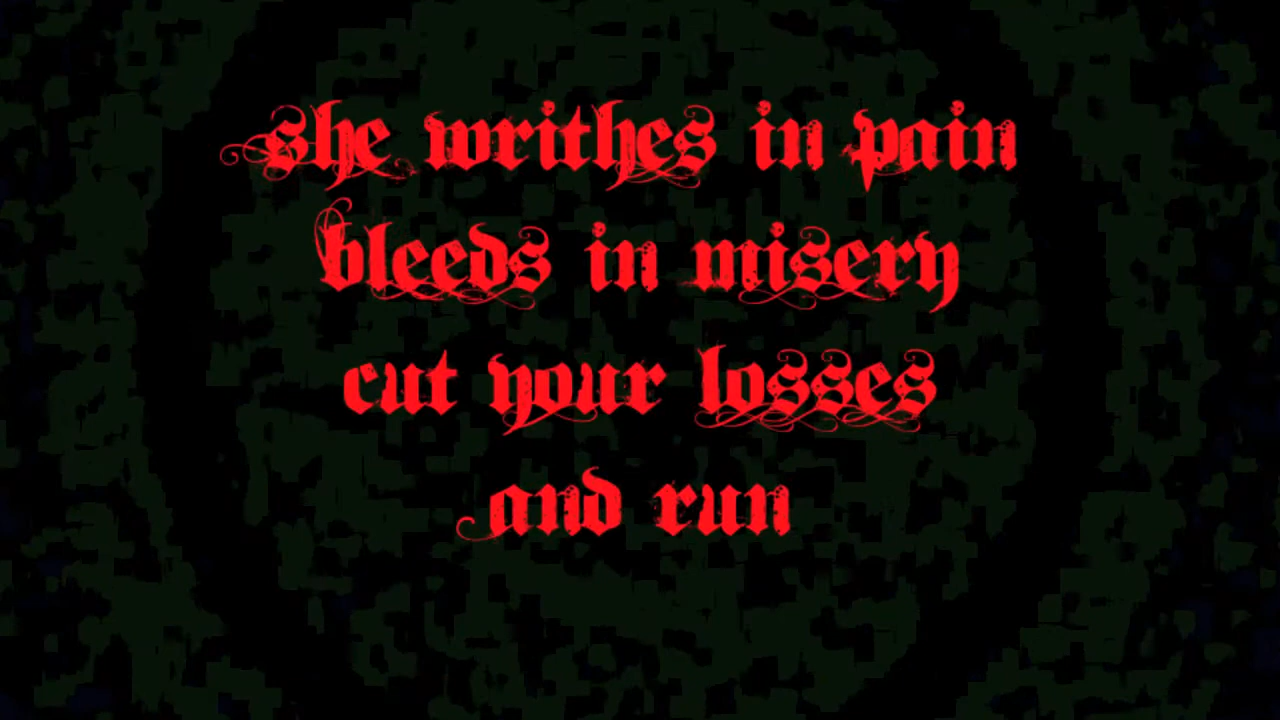 she writhes in pain
bleeds in misery
cut your losses
and run